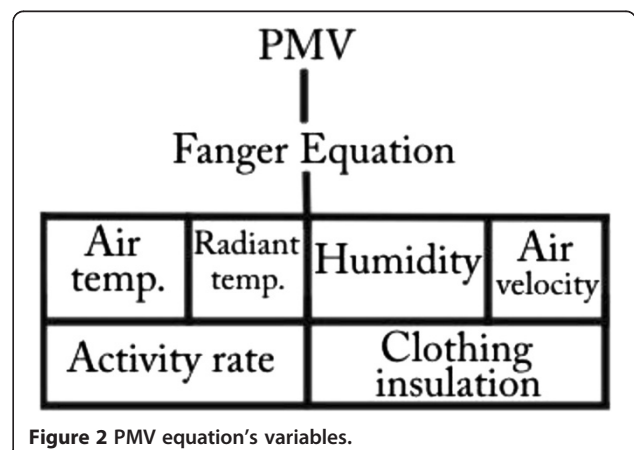 PMV
Fanger Equation
Air temp.
Radiant temp.
Humidity
Air velocity
Activity rate
Clothing insulation
Figure 2 PMV equation's variables.